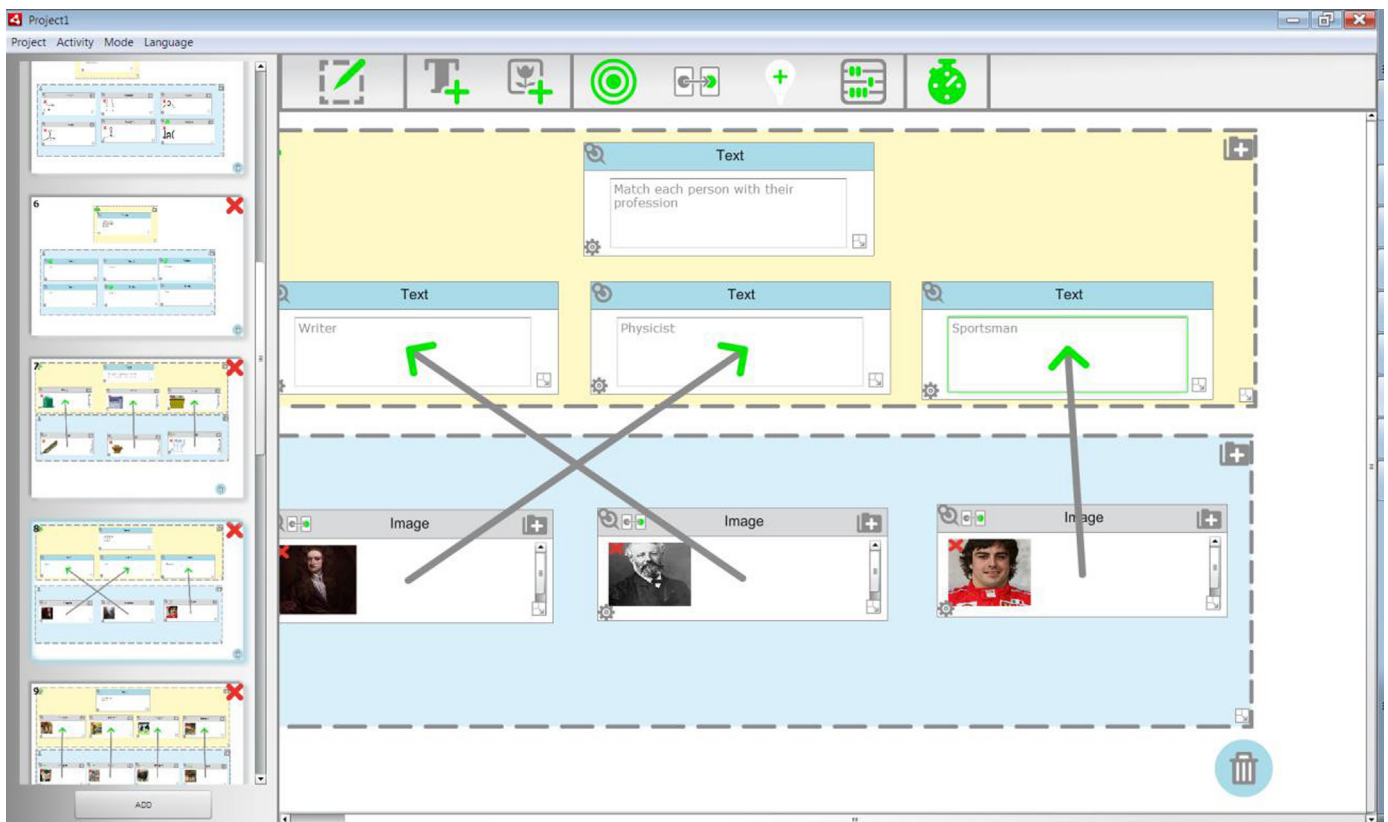 Project1
Project Activity Mode Language
Text
Match each person with their
profession
Text Text Text
Writer Physicist Sportsman
Image Image Image
6
7
8
9
ADD